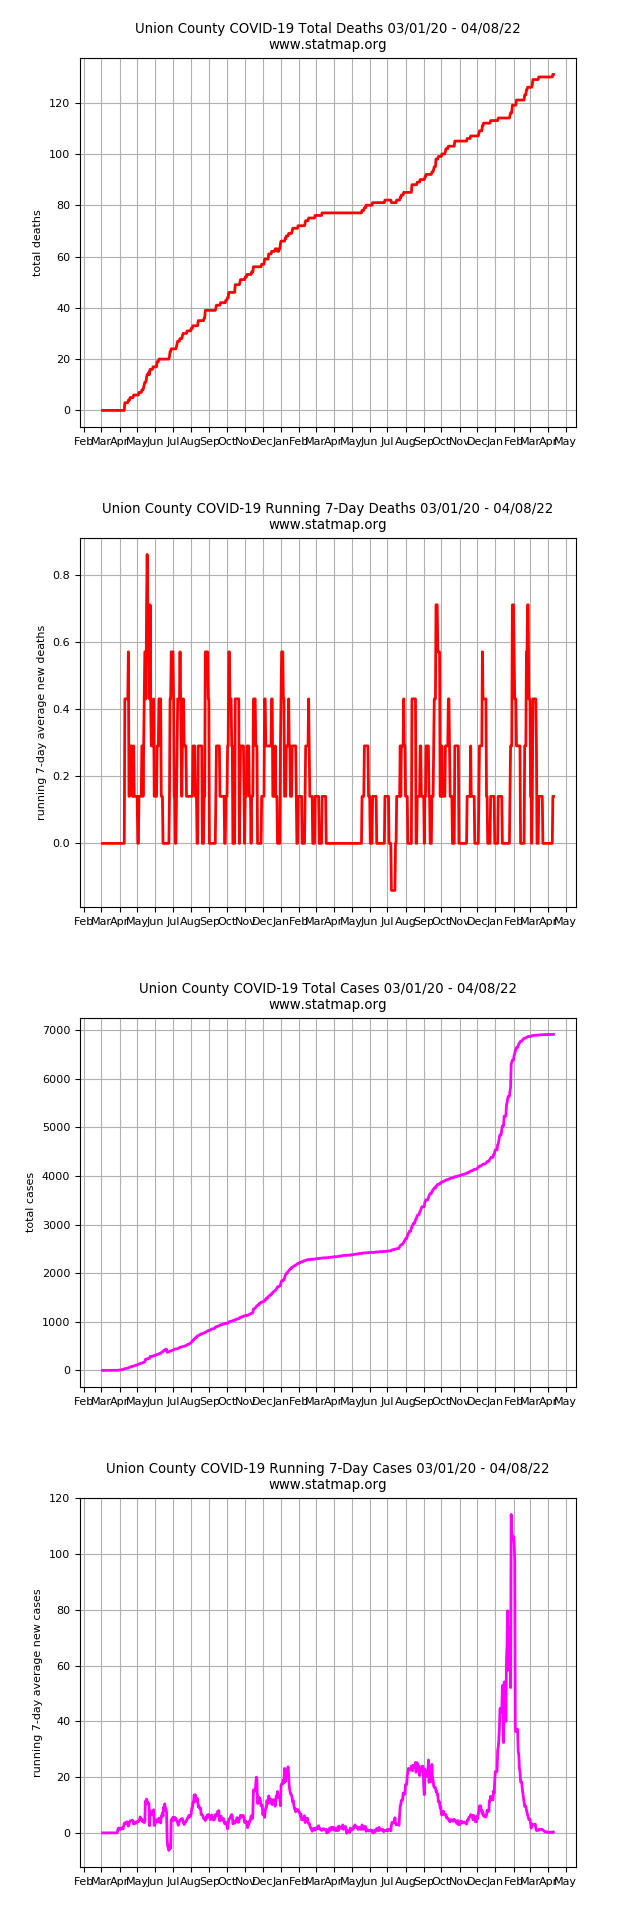 Union County COVID-19 Total Deaths 03/01/20 - 04/08/22
www.statmap.org
120
100
80
60
40
20
0
total deaths
Feb Mar Apr May Jun Jul Aug Sep Oct Nov Dec Jan Feb Mar Apr May Jun Jul Aug Sep Oct Nov Dec Jan Feb Mar Apr May
Union County COVID-19 Running 7-Day Deaths 03/01/20 - 04/08/22
www.statmap.org
0.8
0.6
0.4
0.2
0.0
running 7-day average new deaths
Feb Mar Apr May Jun Jul Aug Sep Oct Nov Dec Jan Feb Mar Apr May Jun Jul Aug Sep Oct Nov Dec Jan Feb Mar Apr May
Union County COVID-19 Total Cases 03/01/20 - 04/08/22
www.statmap.org
7000
6000
5000
4000
3000
2000
1000
0
total cases
Feb Mar Apr May Jun Jul Aug Sep Oct Nov Dec Jan Feb Mar Apr May Jun Jul Aug Sep Oct Nov Dec Jan Feb Mar Apr May
Union County COVID-19 Running 7-Day Cases 03/01/20 - 04/08/22
www.statmap.org
120
100
80
60
40
20
0
running 7-day average new cases
Feb Mar Apr May Jun Jul Aug Sep Oct Nov Dec Jan Feb Mar Apr May Jun Jul Aug Sep Oct Nov Dec Jan Feb Mar Apr May